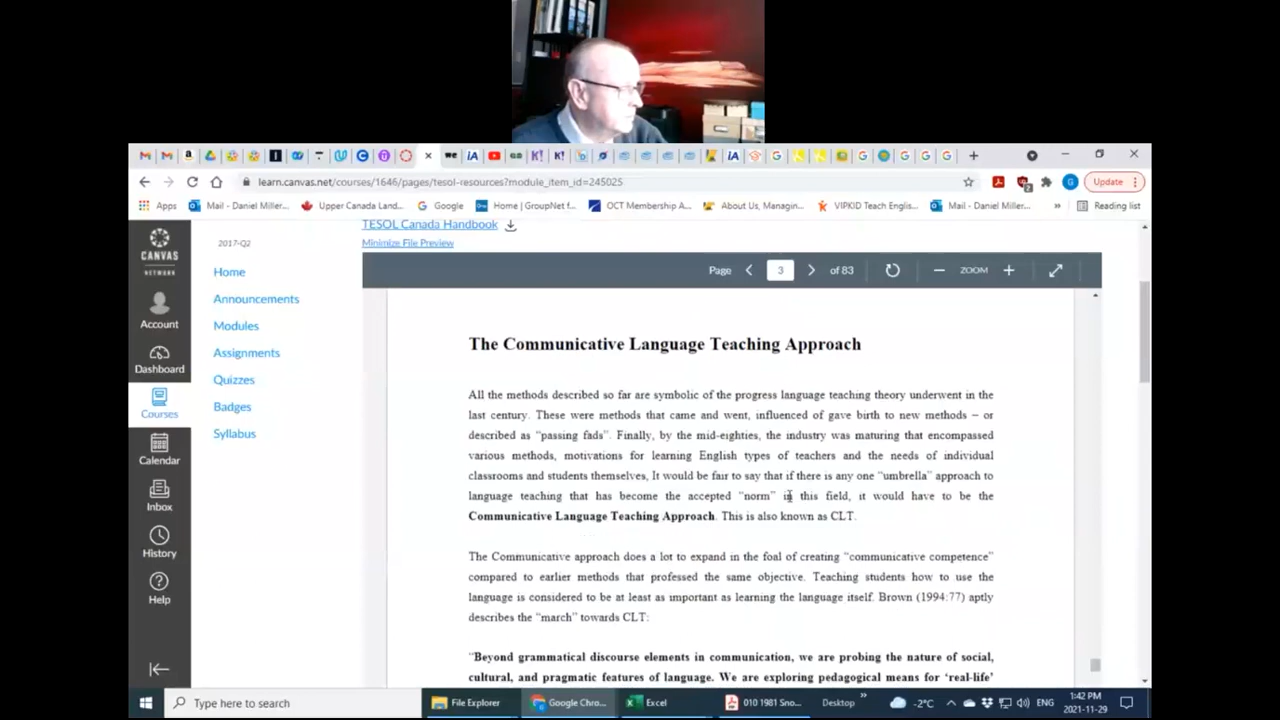 learn.canvas.net/courses/1646/pages/tesol-resources?module_item_id=245025
Update
Apps
Mail - Daniel Miller...
Upper Canada Land...
Google
Home | GroupNet f...
OCT Membership A...
About Us, Managin...
VIPKID Teach Englis...
Mail - Daniel Miller...
»
Reading list
CANVAS
NETWORK
Account
Dashboard
Courses
Calendar
Inbox
History
Help
2017-Q2
Home
Announcements
Modules
Assignments
Quizzes
Badges
Syllabus
TESOL Canada Handbook
Minimize File Preview
Page 3 of 83 ZOOM
The Communicative Language Teaching Approach
All the methods described so far are symbolic of the progress language teaching theory underwent in the
last century. These were methods that came and went, influenced of gave birth to new methods – or
described as "passing fads". Finally, by the mid-eighties, the industry was maturing that encompassed
various methods, motivations for learning English types of teachers and the needs of individual
classrooms and students themselves, It would be fair to say that if there is any one "umbrella" approach to
language teaching that has become the accepted "norm" in this field, it would have to be the
Communicative Language Teaching Approach. This is also known as CLT.
The Communicative approach does a lot to expand in the foal of creating "communicative competence"
compared to earlier methods that professed the same objective. Teaching students how to use the
language is considered to be at least as important as learning the language itself. Brown (1994:77) aptly
describes the "march" towards CLT:
"Beyond grammatical discourse elements in communication, we are probing the nature of social,
cultural, and pragmatic features of language. We are exploring pedagogical means for ‘real-life’
Type here to search
File Explorer
Google Chro...
Excel
010 1981 Sno...
Desktop
»
-2°C
ENG
1:42 PM
2021-11-29